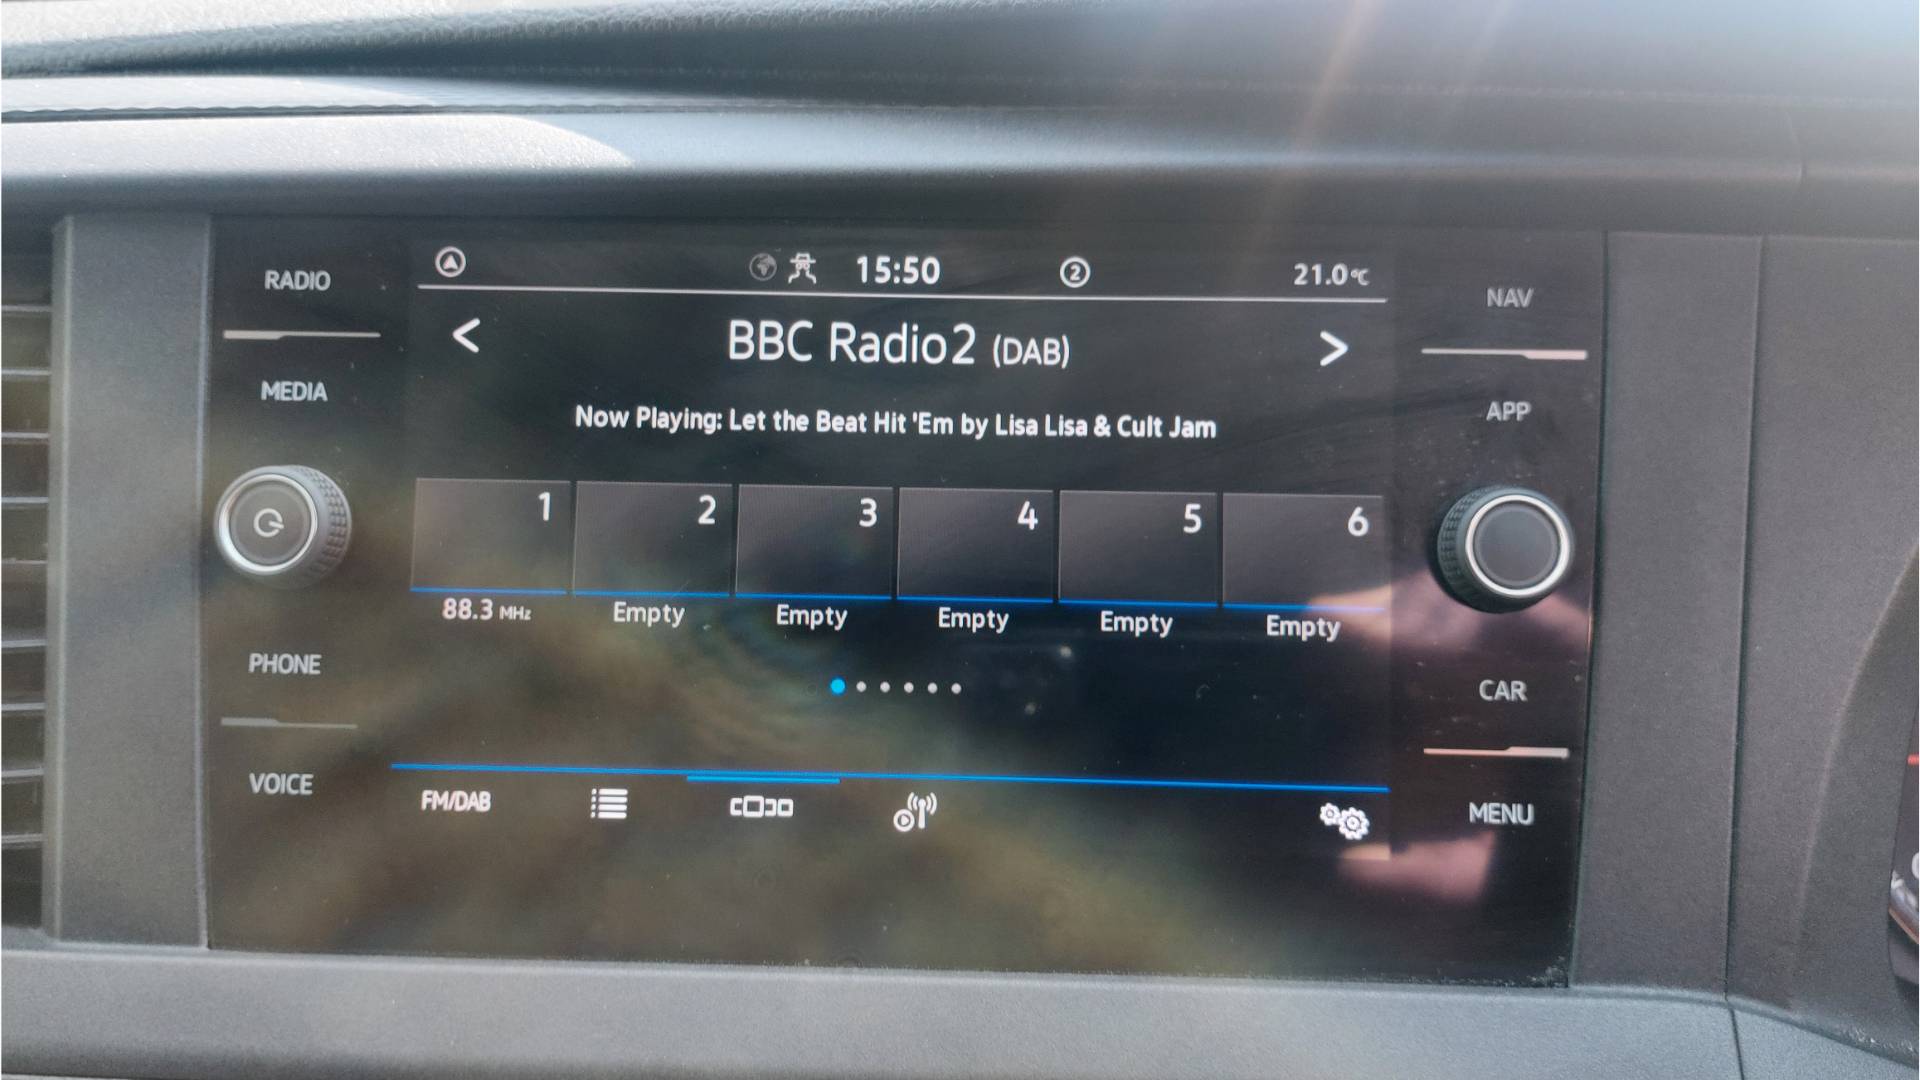 RADIO
MEDIA
PHONE
VOICE
15:50
2
21.0°C
BBC Radio2 (DAB)
Now Playing: Let the Beat Hit 'Em by Lisa Lisa & Cult Jam
1 2 3 4 5 6
88.3 MHz Empty Empty Empty Empty Empty
FM/DAB
NAV
APP
CAR
MENU